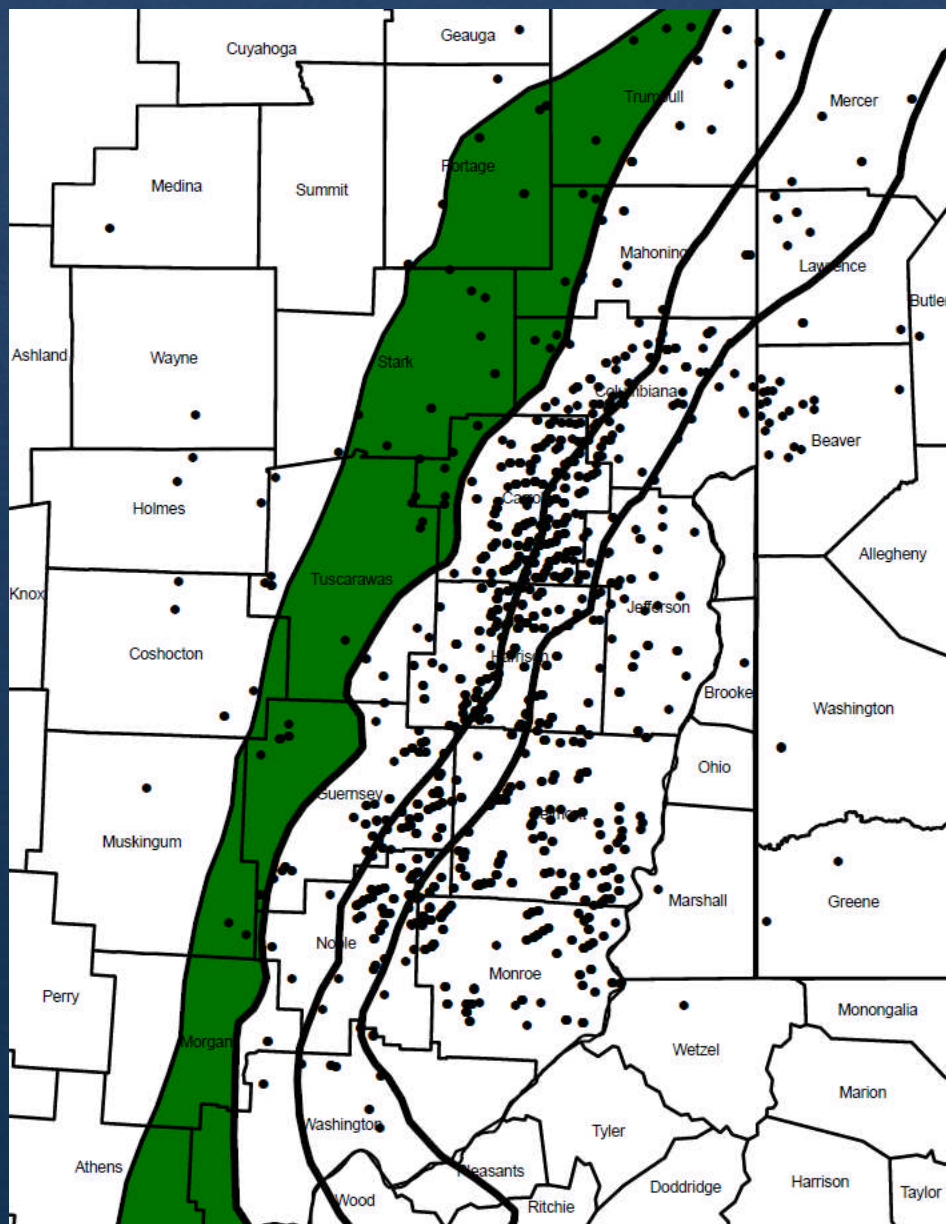 Geauga
Cuyahoga
Trumbull
Mercer
Portage
Medina
Summit
Mahoning
Lawrence
Butler
Ashland
Wayne
Stark
Columbiana
Beaver
Carroll
Holmes
Allegheny
Tuscarawas
Knox
Jefferson
Coshocton
Harrison
Brooke
Washington
Ohio
Guernsey
Belmont
Muskingum
Marshall
Greene
Noble
Monroe
Perry
Monongalia
Morgan
Wetzel
Marion
Washington
Tyler
Athens
Pleasants
Harrison
Doddridge
Taylor
Wood
Ritchie